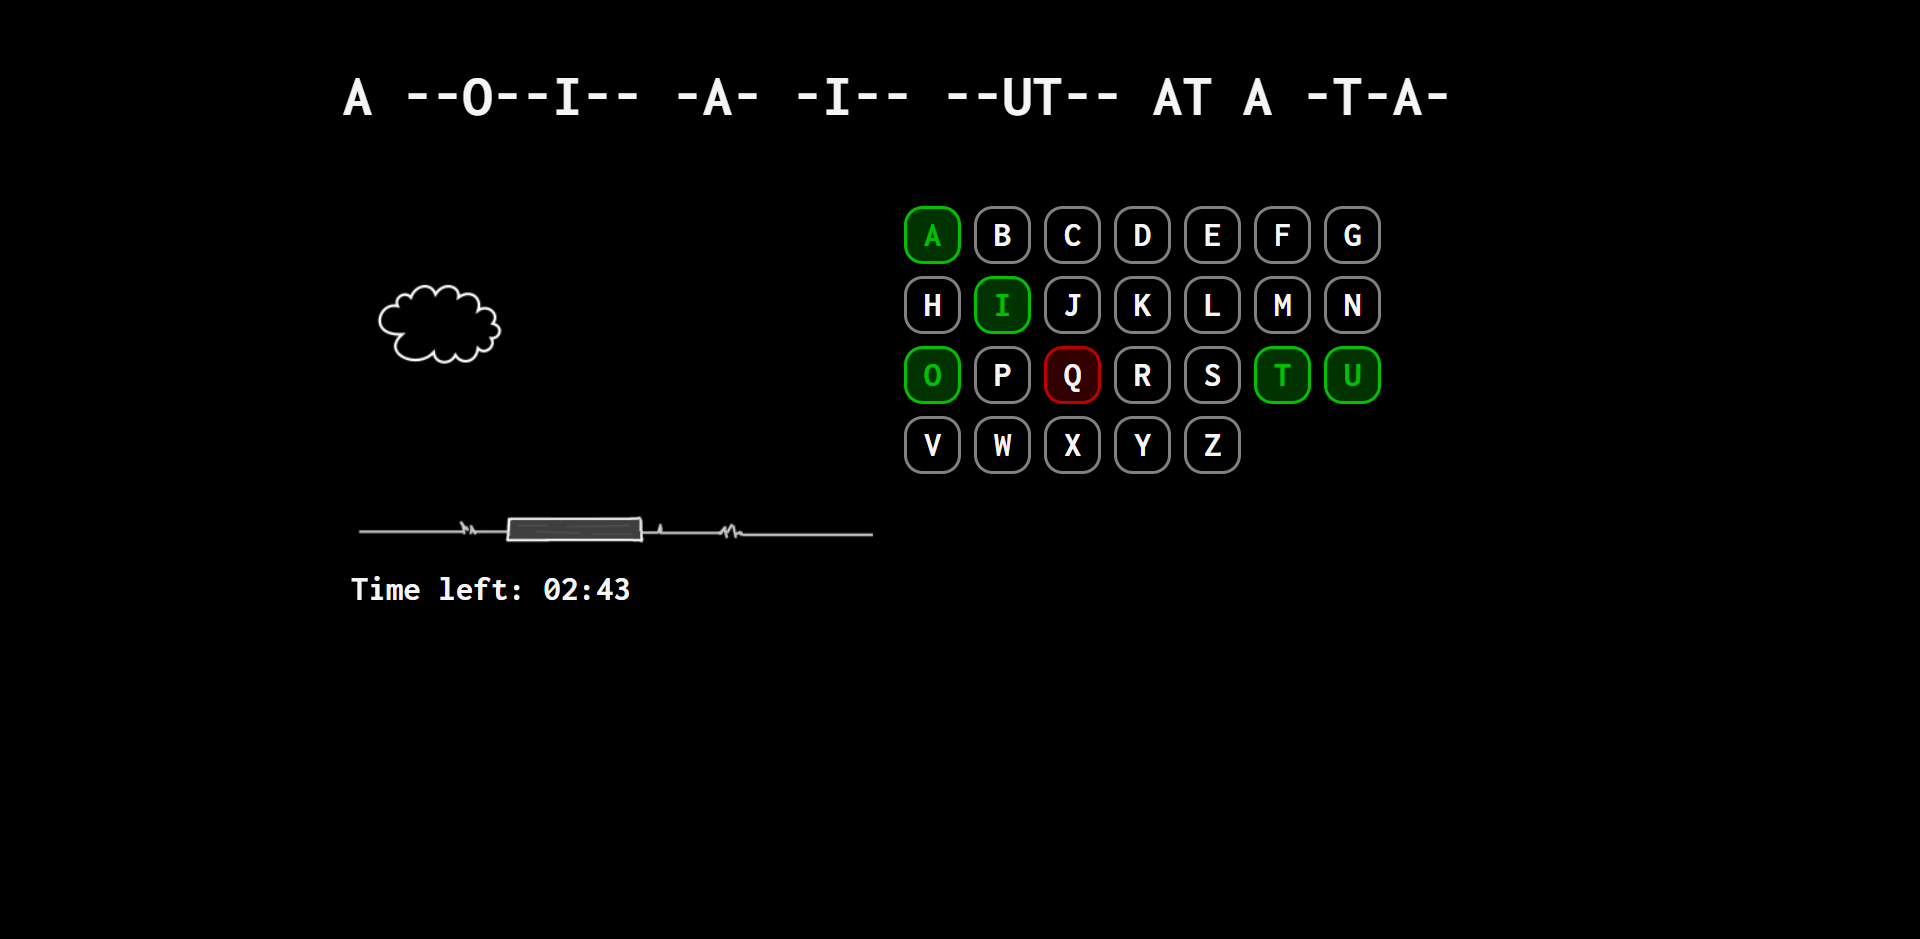 A --O--I-- -A- -I-- --UT-- AT A -T-A-
A B C D E F G
H I J K L M N
O P Q R S T U
V W X Y Z
Time left: 02:43